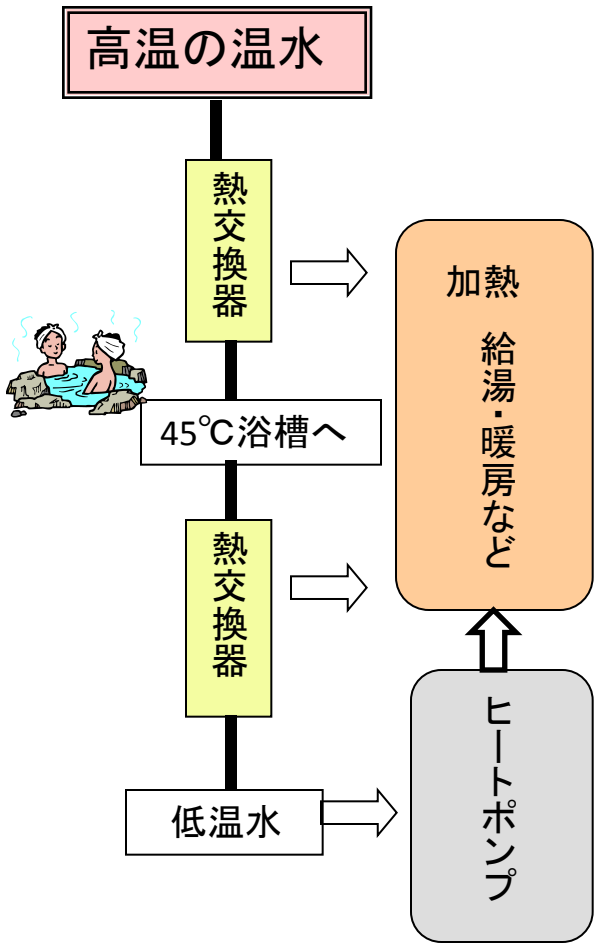 高温の温水
熱交換器
加熱
給湯・暖房など
45℃浴槽へ
熱交換器
ヒートポンプ
低温水